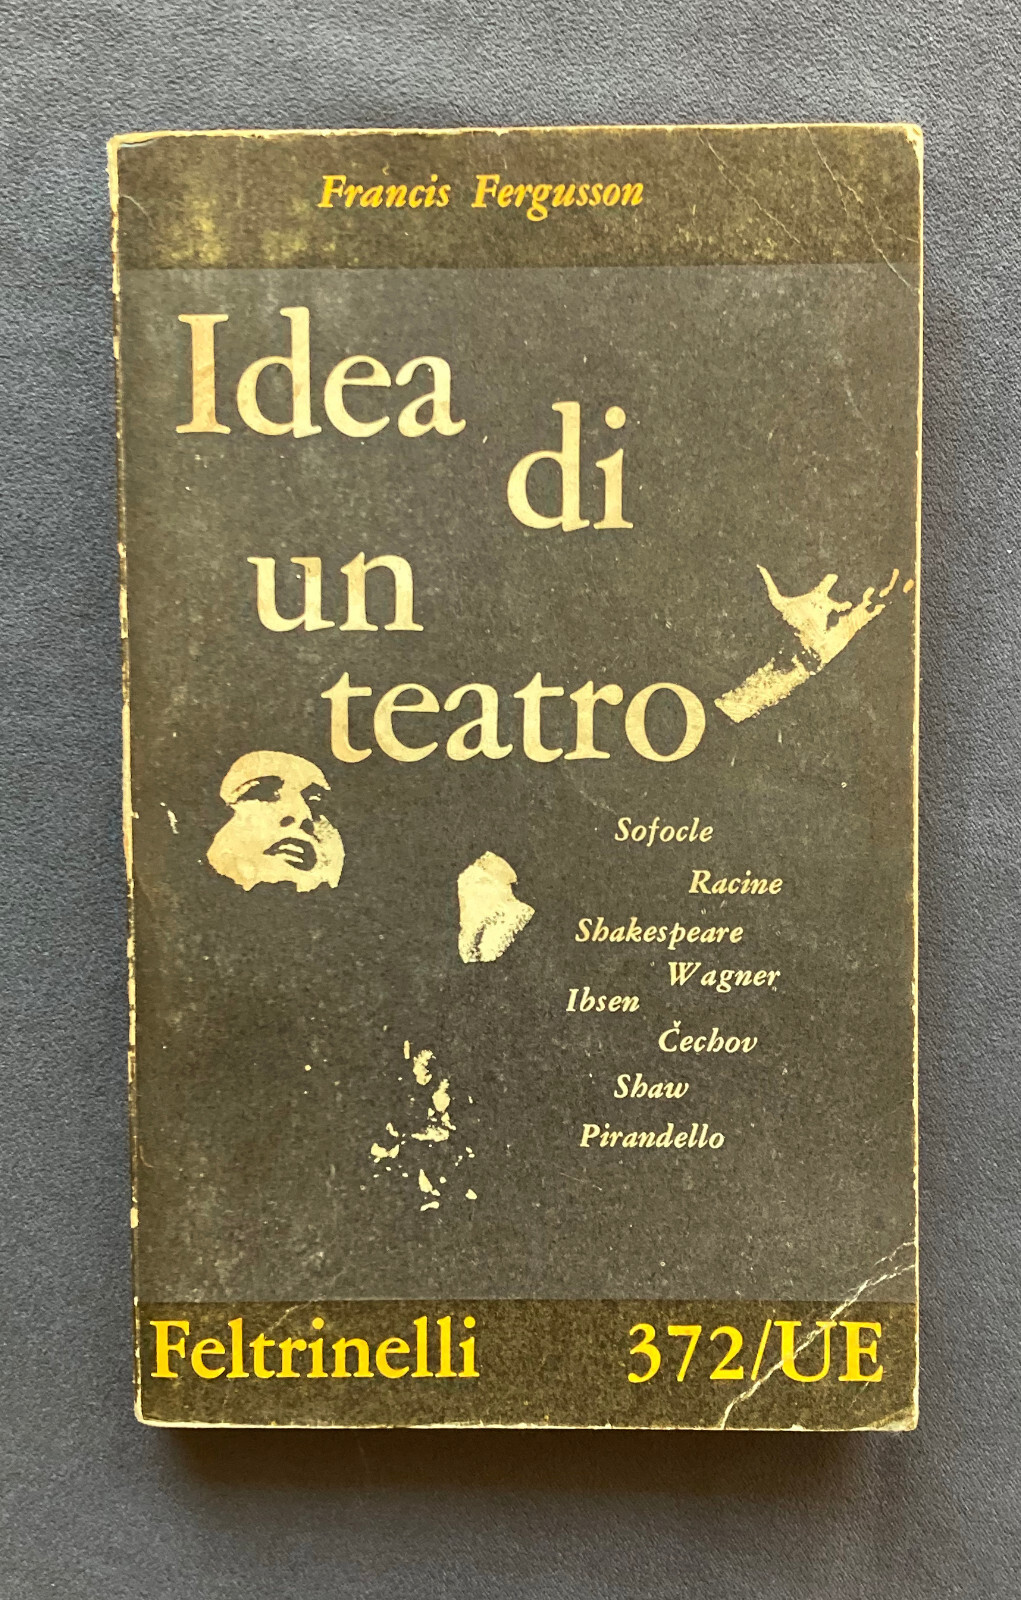 Francis Fergusson
Idea
di
un
teatro
Sofocle
Racine
Shakespeare
Wagner
Ibsen
Čechov
Shaw
Pirandello
Feltrinelli 372/UE